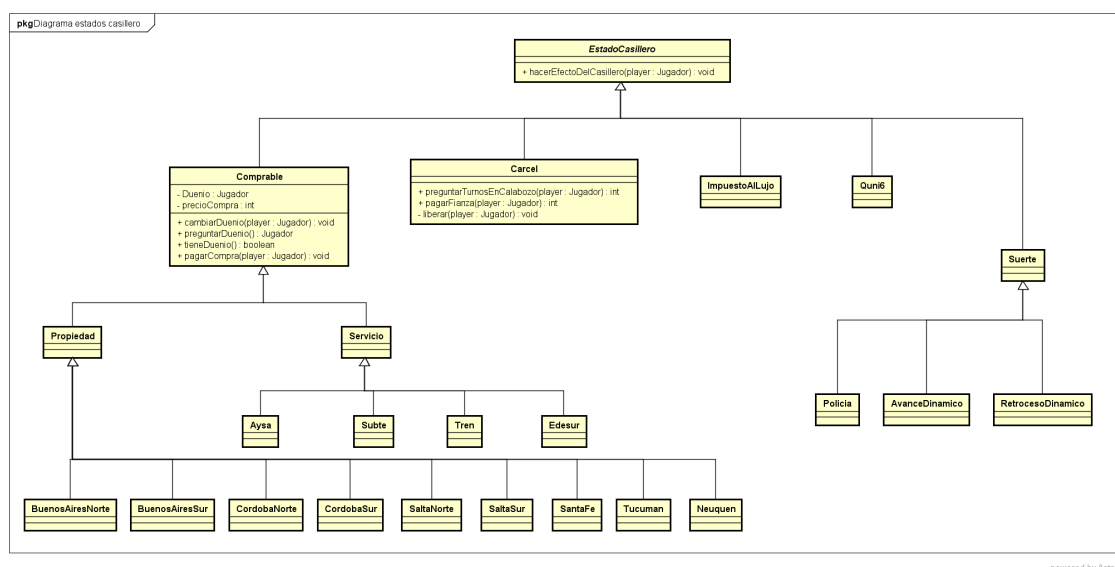 pkg Diagrama estados casillero
EstadoCasillero
+ hacerEfectoDelCasillero(player : Jugador) : void
Comprable
- Duenio : Jugador
- precioCompra : int
+ cambiarDuenio(player : Jugador) : void
+ preguntarDuenio() : Jugador
+ tieneDuenio() : boolean
+ pagarCompra(player : Jugador) : void
Carcel
+ preguntarTurnosEnCalabozo(player : Jugador) : int
+ pagarFianza(player : Jugador) : int
- liberar(player : Jugador) : void
ImpuestoAlLujo
Quni6
Suerte
Propiedad
Servicio
Policia
AvanceDinamico
RetrocesoDinamico
Aysa
Subte
Tren
Edesur
BuenosAiresNorte
BuenosAiresSur
CordobaNorte
CordobaSur
SaltaNorte
SaltaSur
SantaFe
Tucuman
Neuquen